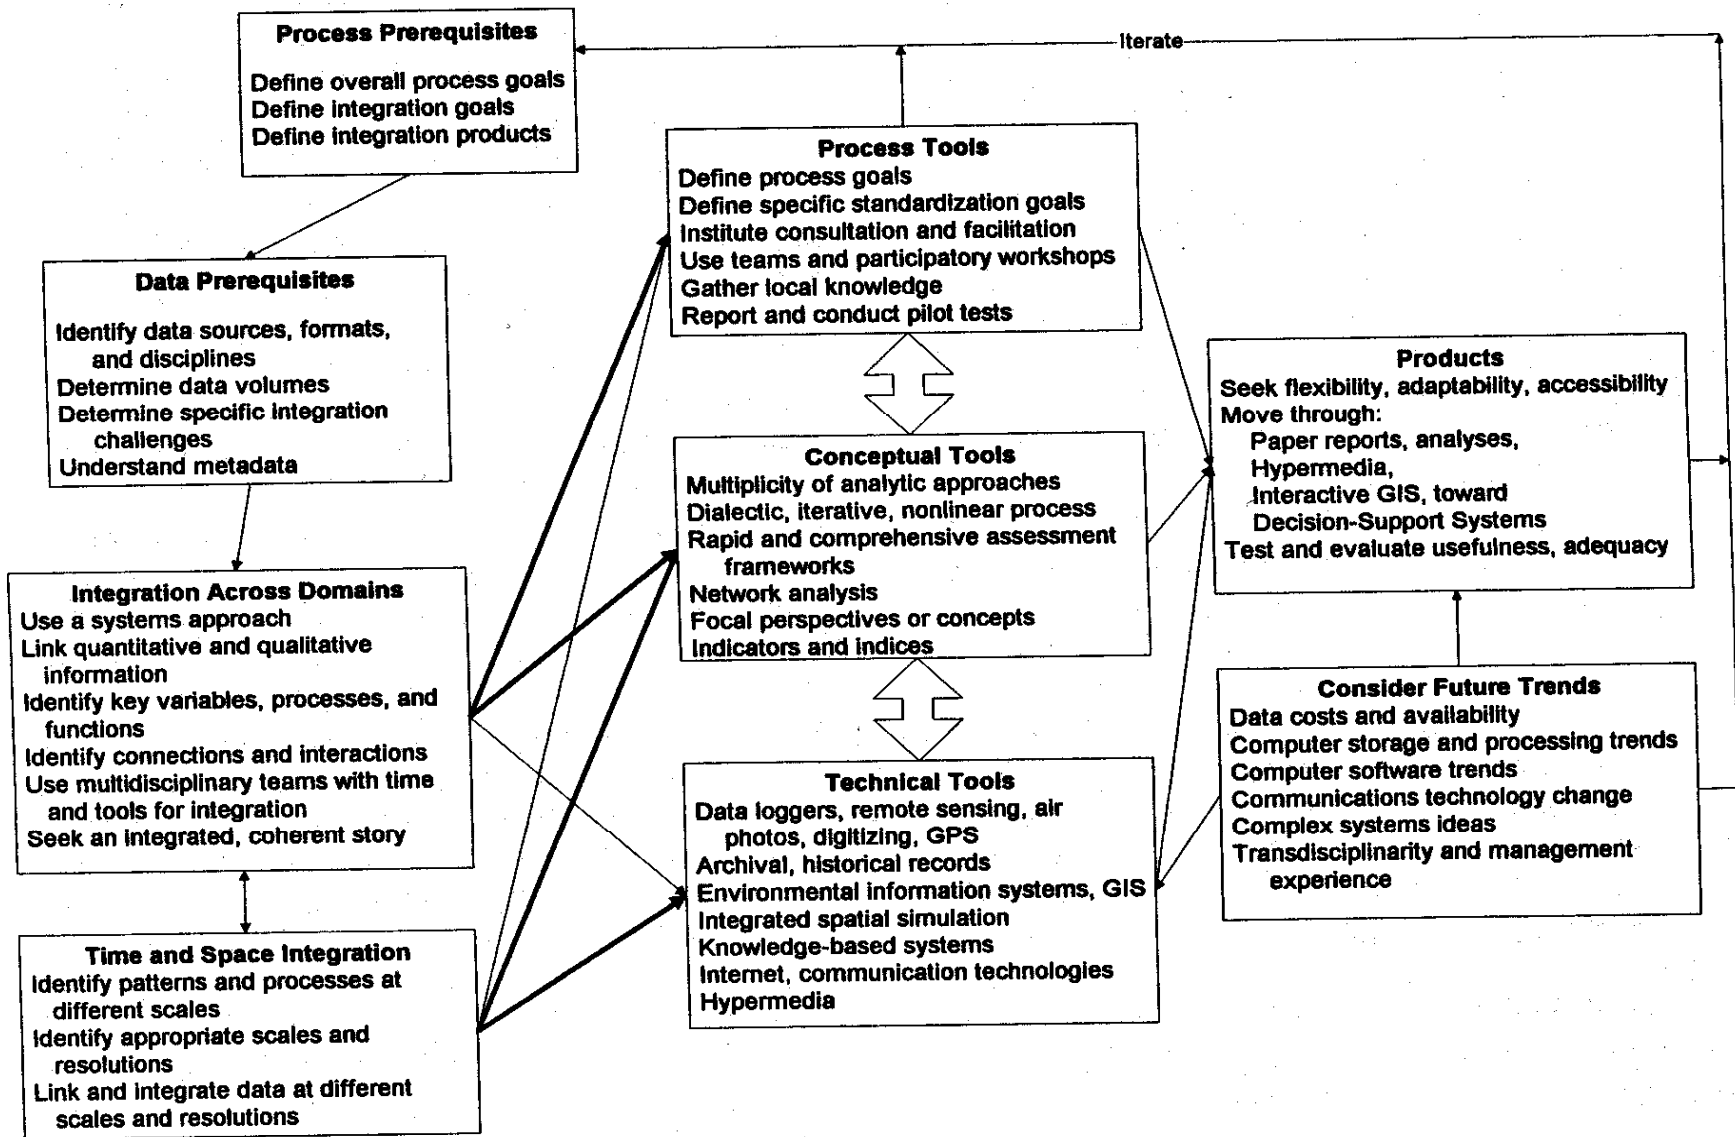 Process Prerequisites
Define overall process goals
Define integration goals
Define integration products
Iterate
Data Prerequisites
Identify data sources, formats,
and disciplines
Determine data volumes
Determine specific integration
challenges
Understand metadata
Integration Across Domains
Use a systems approach
Link quantitative and qualitative
information
Identify key variables, processes, and
functions
Identify connections and interactions
Use multidisciplinary teams with time
and tools for integration
Seek an integrated, coherent story
Time and Space Integration
Identify patterns and processes at
different scales
Identify appropriate scales and
resolutions
Link and integrate data at different
scales and resolutions
Process Tools
Define process goals
Define specific standardization goals
Institute consultation and facilitation
Use teams and participatory workshops
Gather local knowledge
Report and conduct pilot tests
Conceptual Tools
Multiplicity of analytic approaches
Dialectic, iterative, nonlinear process
Rapid and comprehensive assessment
frameworks
Network analysis
Focal perspectives or concepts
Indicators and indices
Technical Tools
Data loggers, remote sensing, air
photos, digitizing, GPS
Archival, historical records
Environmental information systems, GIS
Integrated spatial simulation
Knowledge-based systems
Internet, communication technologies
Hypermedia
Products
Seek flexibility, adaptability, accessibility
Move through:
Paper reports, analyses,
Hypermedia,
Interactive GIS, toward
Decision-Support Systems
Test and evaluate usefulness, adequacy
Consider Future Trends
Data costs and availability
Computer storage and processing trends
Computer software trends
Communications technology change
Complex systems ideas
Transdisciplinarity and management
experience